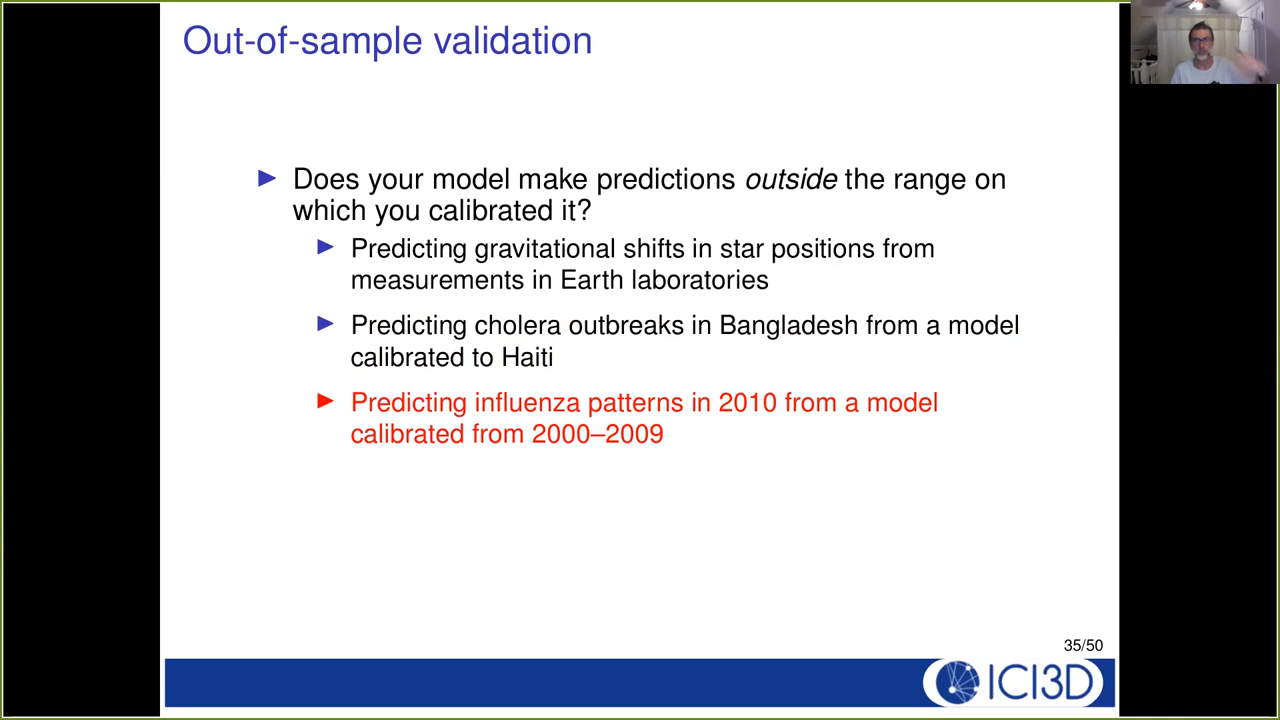 Out-of-sample validation
Does your model make predictions outside the range on
which you calibrated it?
Predicting gravitational shifts in star positions from
measurements in Earth laboratories
Predicting cholera outbreaks in Bangladesh from a model
calibrated to Haiti
Predicting influenza patterns in 2010 from a model
calibrated from 2000–2009
35/50
ICI3D